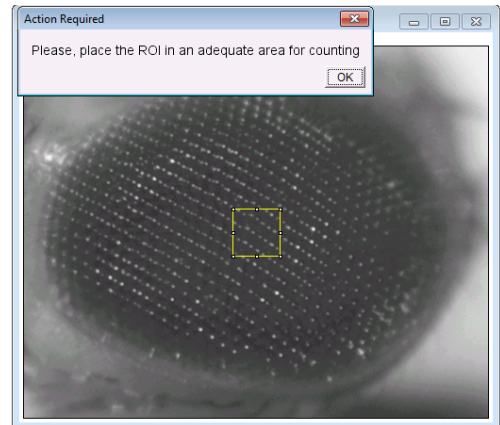 Action Required
Please, place the ROI in an adequate area for counting
OK